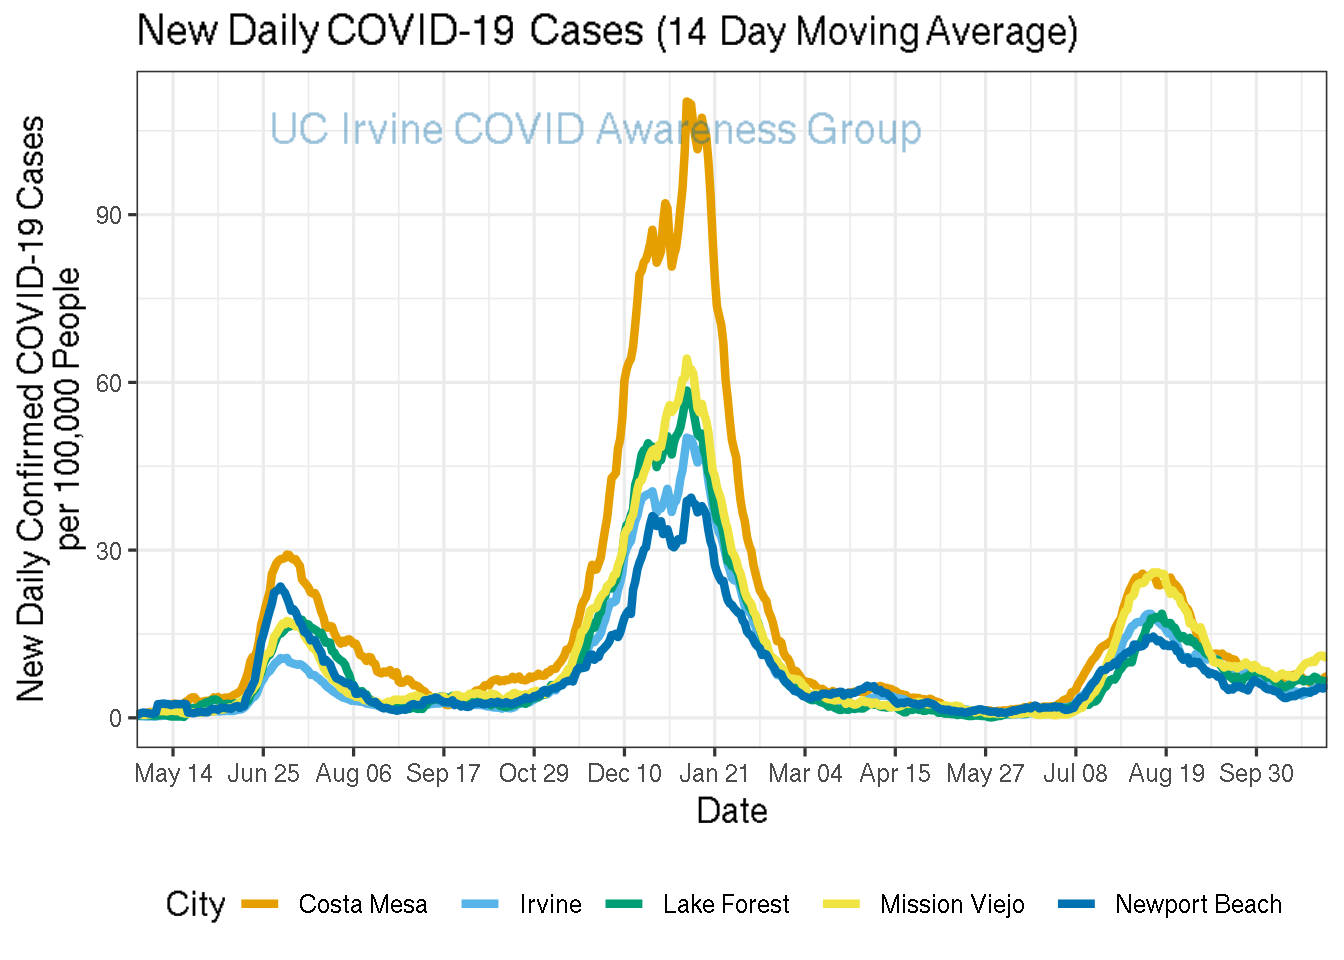 New Daily COVID-19 Cases (14 Day Moving Average)
UC Irvine COVID Awareness Group
New Daily Confirmed COVID-19 Cases
per 100,000 People
90
60
30
0
May 14 Jun 25 Aug 06 Sep 17 Oct 29 Dec 10 Jan 21 Mar 04 Apr 15 May 27 Jul 08 Aug 19 Sep 30
Date
City Costa Mesa Irvine Lake Forest Mission Viejo Newport Beach